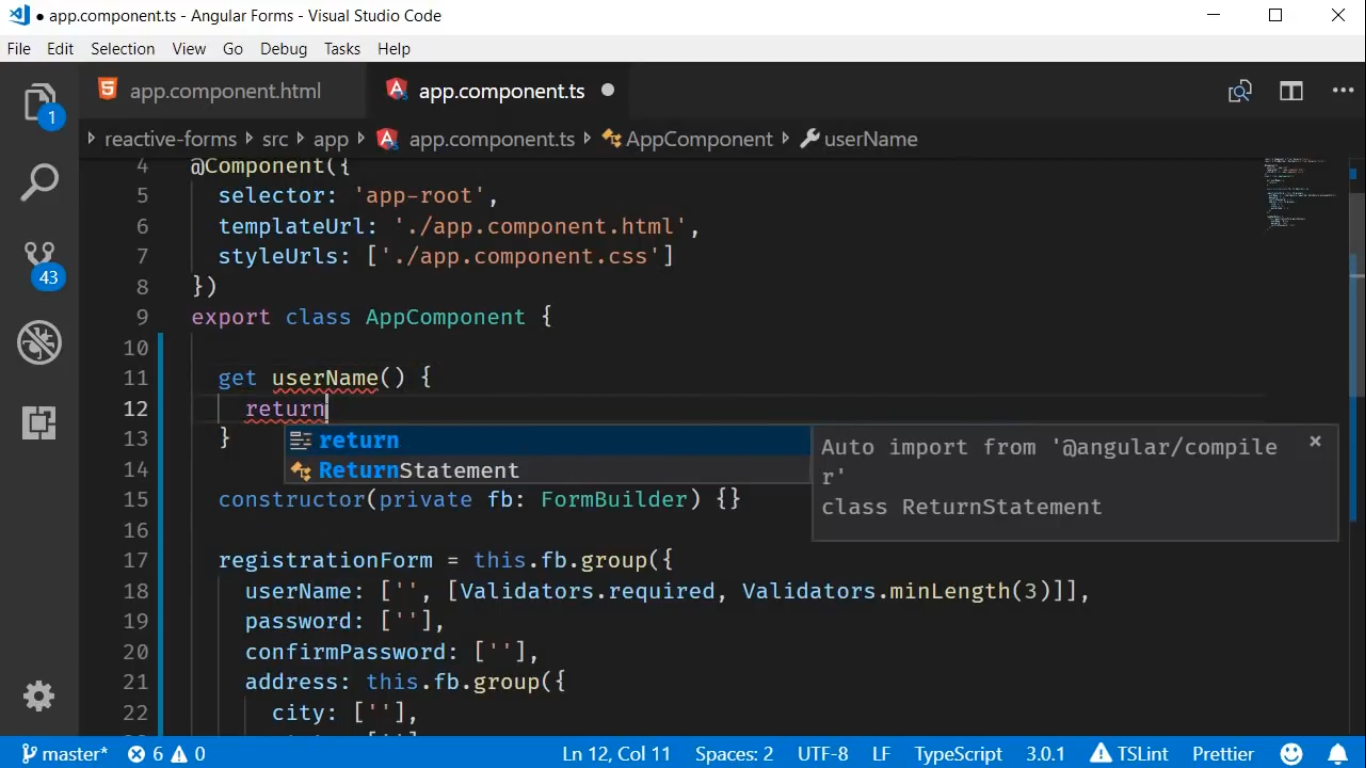 app.component.ts - Angular Forms - Visual Studio Code
File Edit Selection View Go Debug Tasks Help
app.component.html app.component.ts
reactive-forms src app app.component.ts AppComponent userName
4 @Component({
5 selector: 'app-root',
6 templateUrl: './app.component.html',
7 styleUrls: ['./app.component.css']
8 })
9 export class AppComponent {
10
11 get userName() {
12 return
13 }
return
ReturnStatement
Auto import from '@angular/compile
r'
class ReturnStatement
14
15 constructor(private fb: FormBuilder) {}
16
17 registrationForm = this.fb.group({
18 userName: ['', [Validators.required, Validators.minLength(3)]],
19 password: [''],
20 confirmPassword: [''],
21 address: this.fb.group({
22 city: [''],
1
43
master* 6 0 Ln 12, Col 11 Spaces: 2 UTF-8 LF TypeScript 3.0.1 TSLint Prettier